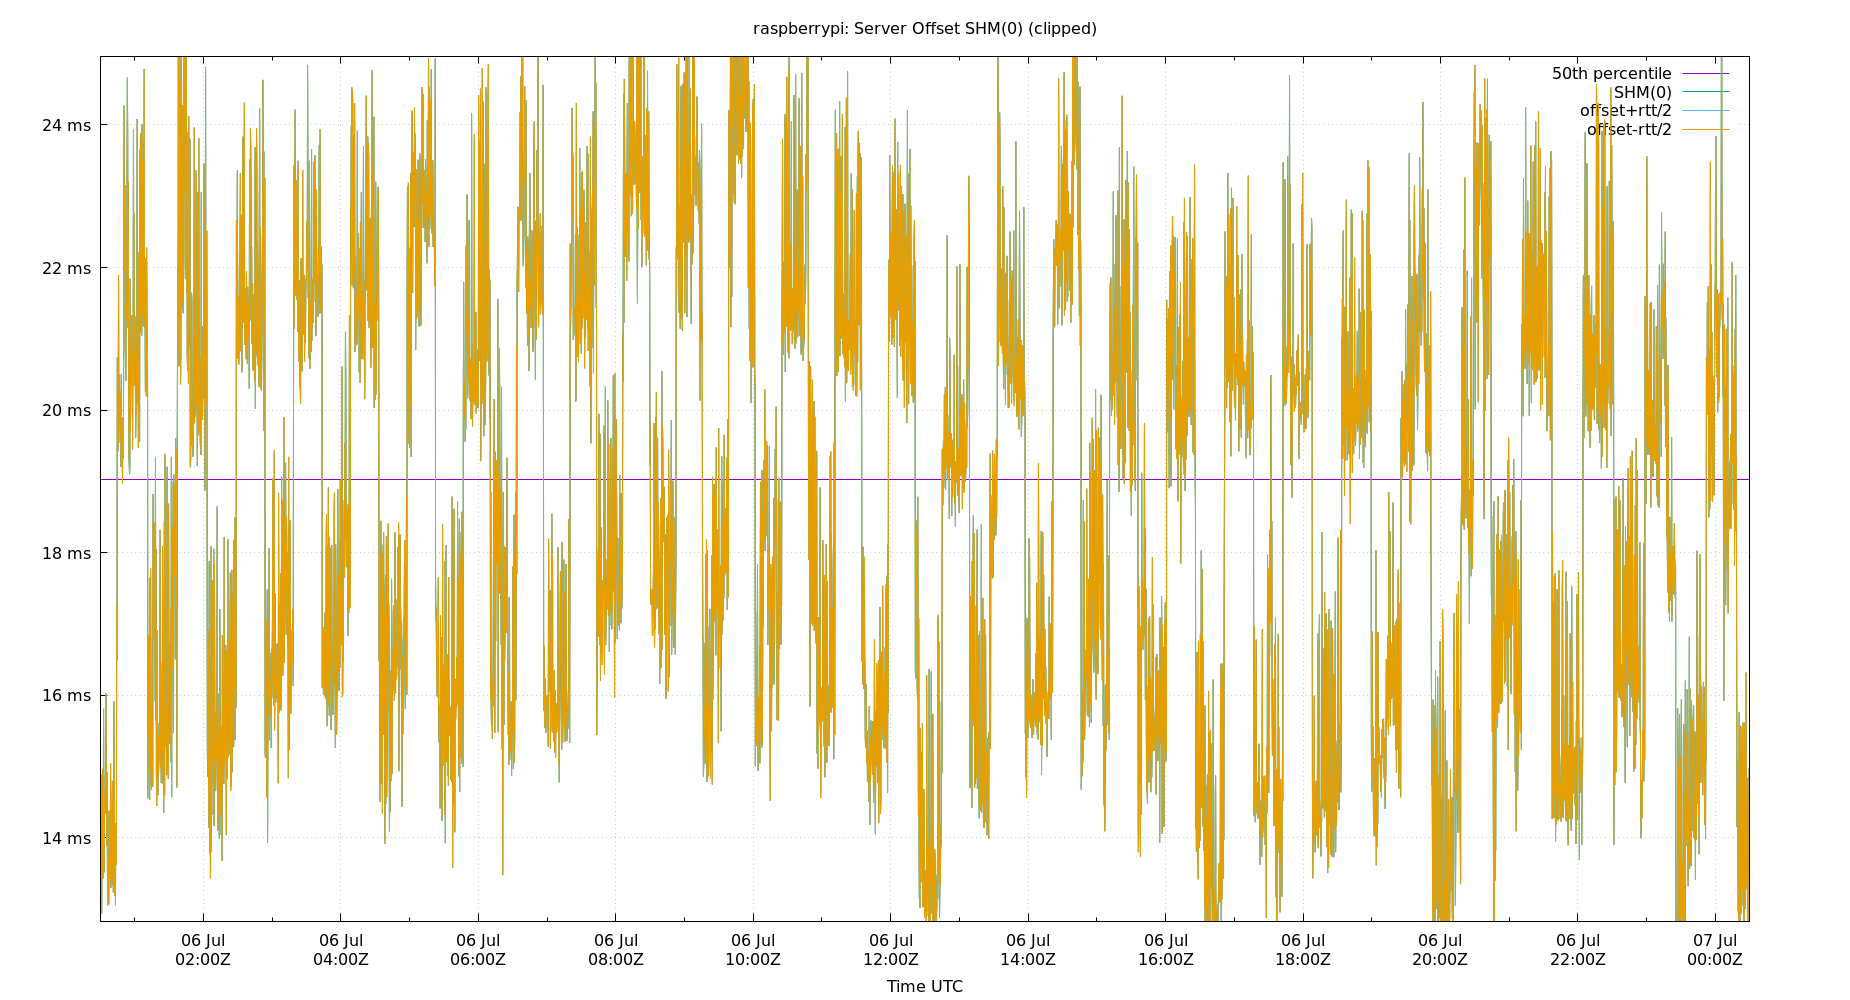 raspberrypi: Server Offset SHM(0) (clipped)
50th percentile
SHM(0)
offset+rtt/2
offset-rtt/2
24 ms
22 ms
20 ms
18 ms
16 ms
14 ms
06 Jul 06 Jul 06 Jul 06 Jul 06 Jul 06 Jul 06 Jul 06 Jul 06 Jul 06 Jul 06 Jul 07 Jul
02:00Z 04:00Z 06:00Z 08:00Z 10:00Z 12:00Z 14:00Z 16:00Z 18:00Z 20:00Z 22:00Z 00:00Z
Time UTC